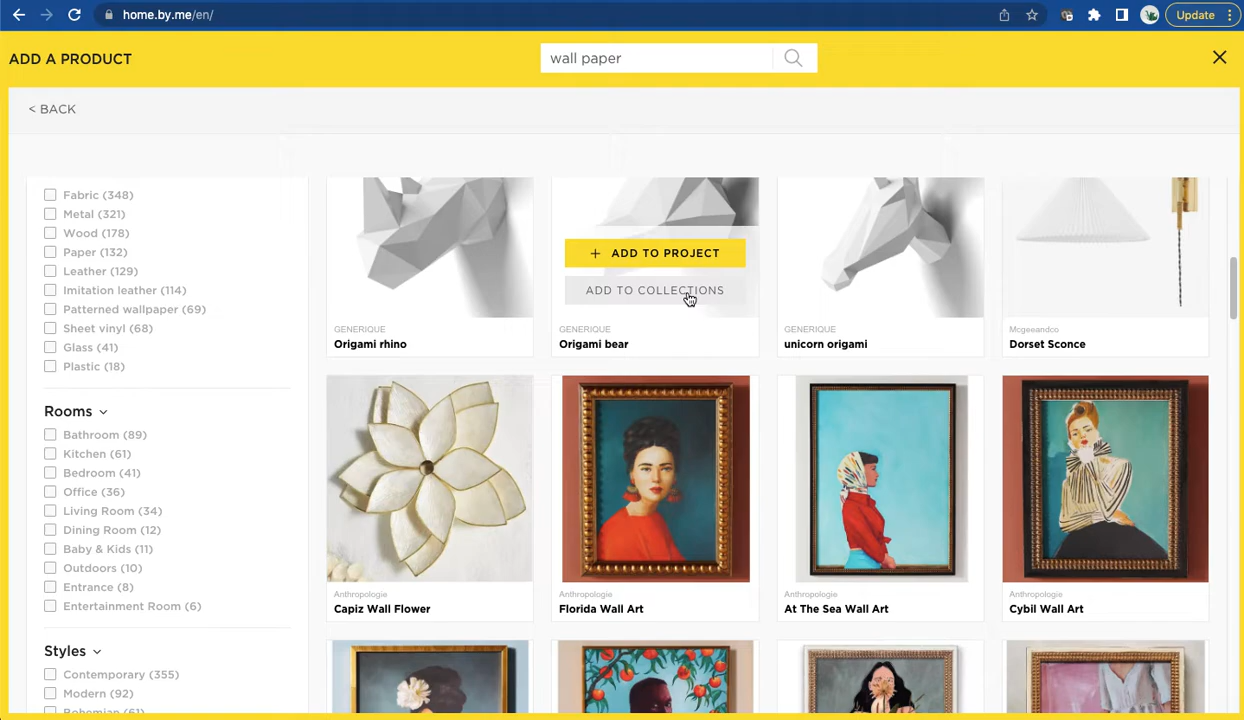 home.by.me/en/
Update
ADD A PRODUCT
wall paper
< BACK
Fabric (348)
Metal (321)
Wood (178)
Paper (132)
Leather (129)
Imitation leather (114)
Patterned wallpaper (69)
Sheet vinyl (68)
Glass (41)
Plastic (18)
Rooms
Bathroom (89)
Kitchen (61)
Bedroom (41)
Office (36)
Living Room (34)
Dining Room (12)
Baby & Kids (11)
Outdoors (10)
Entrance (8)
Entertainment Room (6)
Styles
Contemporary (355)
Modern (92)
Bohemian (61)
+ ADD TO PROJECT
ADD TO COLLECTIONS
GENERIQUE
Origami rhino
GENERIQUE
Origami bear
GENERIQUE
unicorn origami
Mcgeeandco
Dorset Sconce
Anthropologie
Capiz Wall Flower
Anthropologie
Florida Wall Art
Anthropologie
At The Sea Wall Art
Anthropologie
Cybil Wall Art